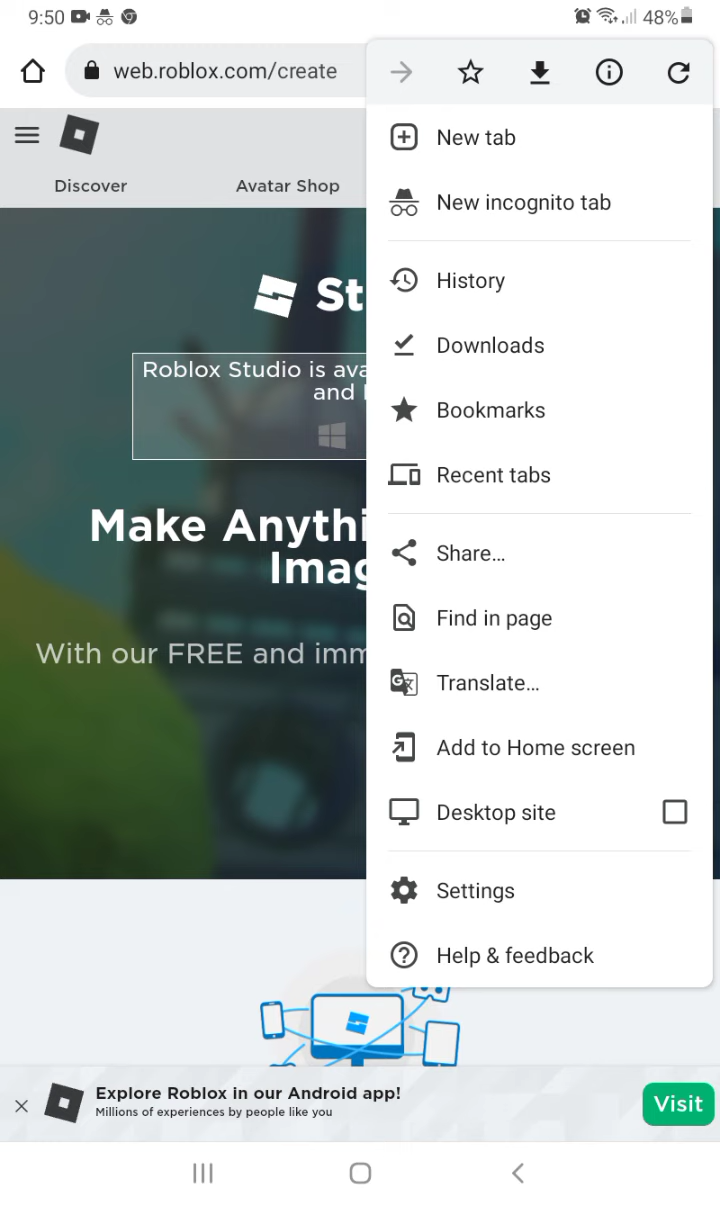 9:50
48%
web.roblox.com/create
New tab
Discover
Avatar Shop
New incognito tab
History
St
Downloads
Roblox Studio is ava
and
Bookmarks
Recent tabs
Make Anythi
Imag
Share...
Find in page
With our FREE and imm
Translate...
Add to Home screen
Desktop site
Settings
Help & feedback
Explore Roblox in our Android app!
Millions of experiences by people like you
Visit